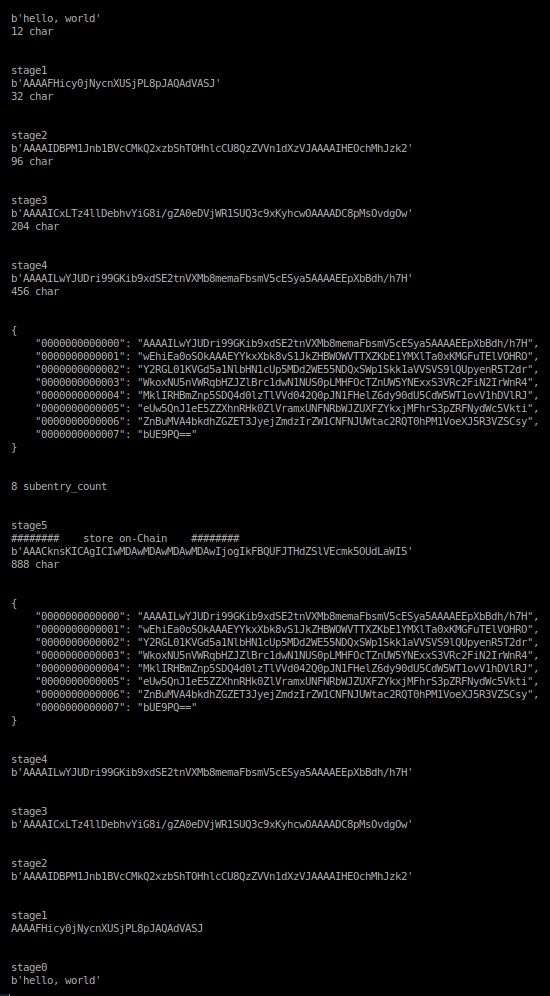 b'hello, world'
12 char
stage1
b'AAAAFHicy0jNycnXUSjPL8pJAQAdVASJ'
32 char
stage2
b'AAAAIDBPM1Jnb1BVcCMkQ2xzbShTOHhlcCU8QzZVVn1dXzVJAAAAIHEOchMhJzk2'
96 char
stage3
b'AAAAICxLTz4llDebhvYiG8i/gZA0eDVjWR1SUQ3c9xKyhcwOAAAADC8pMsOvdgOw'
204 char
stage4
b'AAAAILwYJUDri99GKib9xdSE2tnVXMb8memaFbsmV5cESya5AAAAEEpXbBdh/h7H'
456 char
{
    "0000000000000": "AAAAILwYJUDri99GKib9xdSE2tnVXMb8memaFbsmV5cESya5AAAAEEpXbBdh/h7H",
    "0000000000001": "wEhiEa0oSOkAAAEYYkxXbk8vS1JkZHBWOWVTTXZKbE1YMXlTa0xKMGFuTElVOHRO",
    "0000000000002": "Y2RGL01KVGd5a1NlbHN1cUp5MDd2WE55NDQxSWp1Skk1aVVSVS9lQUpyenR5T2dr",
    "0000000000003": "WkoxNU5nVWRqbHZJZlBrc1dwN1NUS0pLMHFOcTZnUW5YNExxS3VRc2FiN2IrWnR4",
    "0000000000004": "MklIRHBmZnp5SDQ4d0lzTlVVd042Q0pJN1FHelZ6dy90dU5CdW5WT1ovV1hDVlRJ",
    "0000000000005": "eUw5QnJ1eE5ZZXhnRHk0ZlVramxUNFNRbWJZUXFZYkxjMFhrS3pZRFNydWc5Vkti",
    "0000000000006": "ZnBuMVA4bkdhZGZET3JyejZmdzIrZW1CNFNJUWtac2RQT0hPM1VoeXJ5R3VZSCsy",
    "0000000000007": "bUE9PQ=="
}
8 subentry_count
stage5
########    store on-Chain    ########
b'AAACknsKICAgICIwMDAwMDAwMDAwMDAwIjogIkFBQUFJTHdZSlVEcmk5OUdLaWI5'
888 char
{
    "0000000000000": "AAAAILwYJUDri99GKib9xdSE2tnVXMb8memaFbsmV5cESya5AAAAEEpXbBdh/h7H",
    "0000000000001": "wEhiEa0oSOkAAAEYYkxXbk8vS1JkZHBWOWVTTXZKbE1YMXlTa0xKMGFuTElVOHRO",
    "0000000000002": "Y2RGL01KVGd5a1NlbHN1cUp5MDd2WE55NDQxSWp1Skk1aVVSVS9lQUpyenR5T2dr",
    "0000000000003": "WkoxNU5nVWRqbHZJZlBrc1dwN1NUS0pLMHFOcTZnUW5YNExxS3VRc2FiN2IrWnR4",
    "0000000000004": "MklIRHBmZnp5SDQ4d0lzTlVVd042Q0pJN1FHelZ6dy90dU5CdW5WT1ovV1hDVlRJ",
    "0000000000005": "eUw5QnJ1eE5ZZXhnRHk0ZlVramxUNFNRbWJZUXFZYkxjMFhrS3pZRFNydWc5Vkti",
    "0000000000006": "ZnBuMVA4bkdhZGZET3JyejZmdzIrZW1CNFNJUWtac2RQT0hPM1VoeXJ5R3VZSCsy",
    "0000000000007": "bUE9PQ=="
}
stage4
b'AAAAILwYJUDri99GKib9xdSE2tnVXMb8memaFbsmV5cESya5AAAAEEpXbBdh/h7H'
stage3
b'AAAAICxLTz4llDebhvYiG8i/gZA0eDVjWR1SUQ3c9xKyhcwOAAAADC8pMsOvdgOw'
stage2
b'AAAAIDBPM1Jnb1BVcCMkQ2xzbShTOHhlcCU8QzZVVn1dXzVJAAAAIHEOchMhJzk2'
stage1
AAAAFHicy0jNycnXUSjPL8pJAQAdVASJ
stage0
b'hello, world'